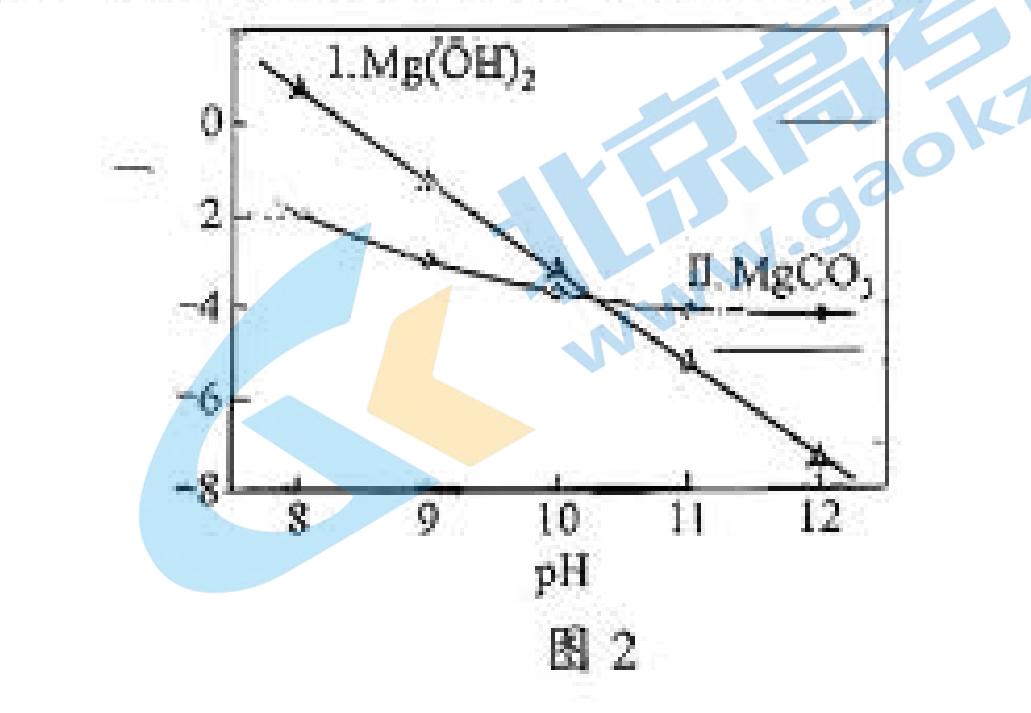 I.Mg(OH)₂
0
2
II.MgCO₃
-4
-6
-8
8 9 10 11 12
pH
图 2
北京高考
www.gaokz